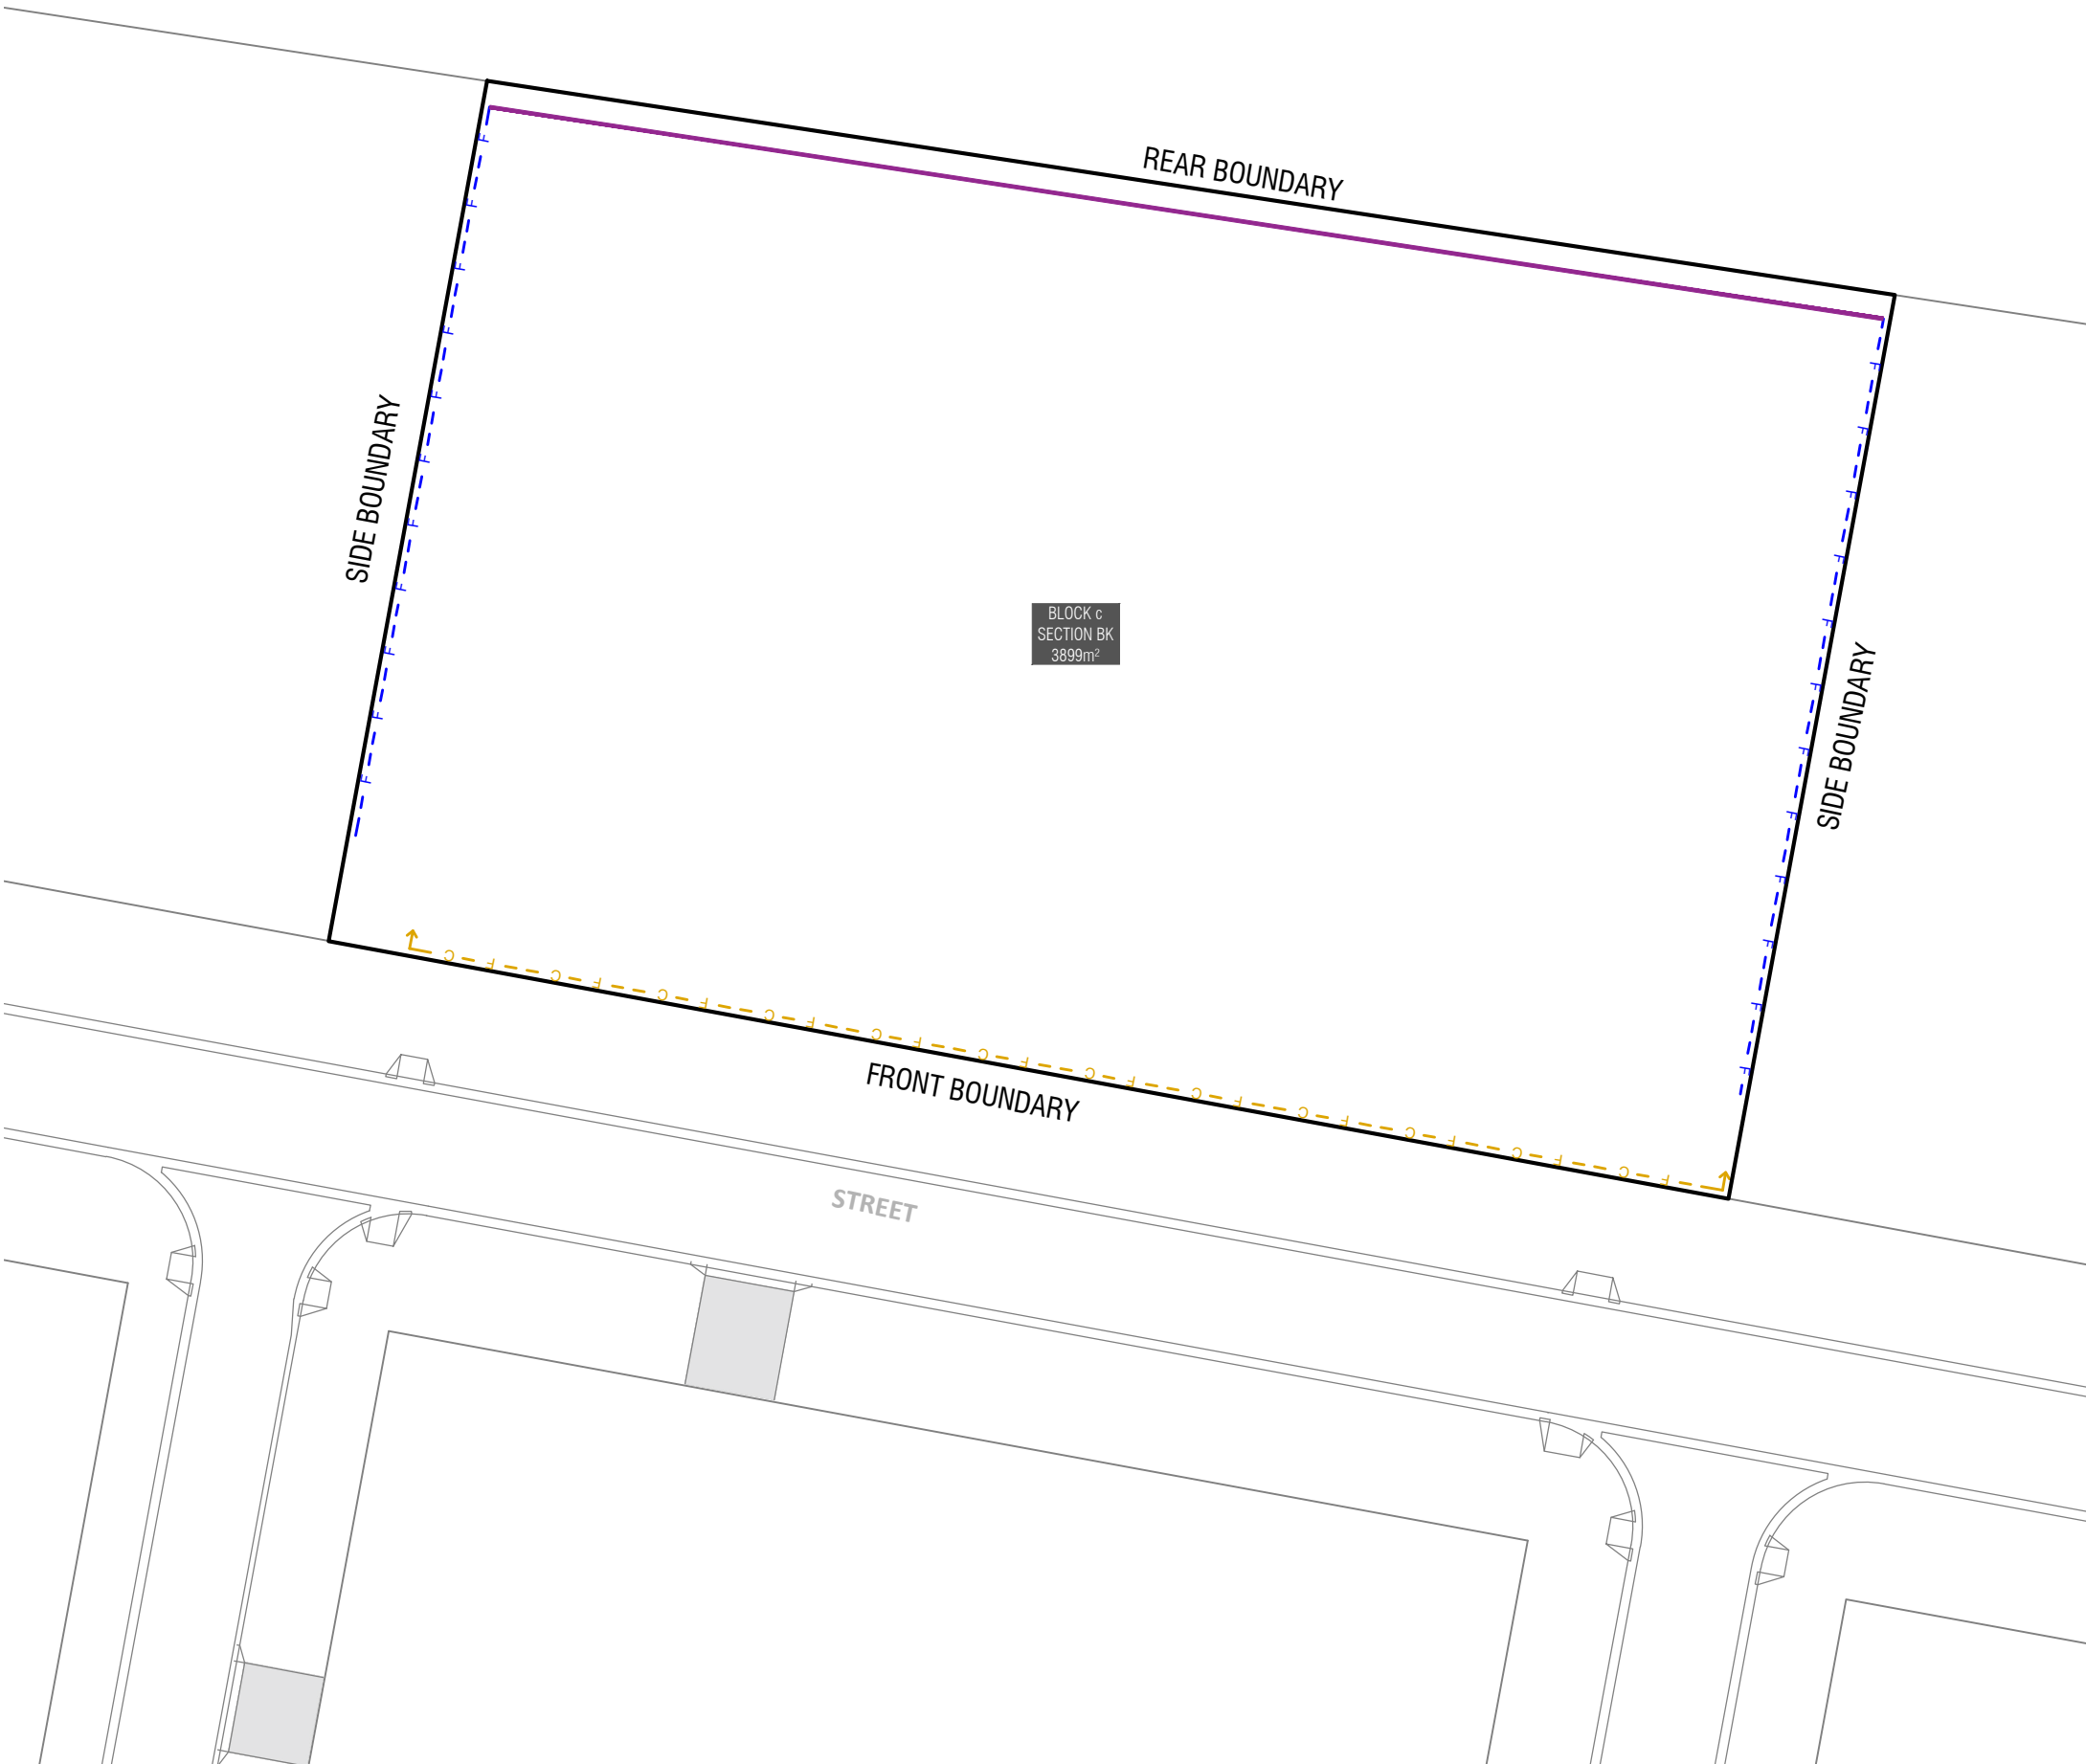 REAR BOUNDARY
SIDE BOUNDARY
BLOCK c
SECTION BK
3899m²
SIDE BOUNDARY
FRONT BOUNDARY
STREET
F F F F F F F F F F F
F F F F F F F F F F F F
C F C F C F C F C F C F C F C F C F C F C F C F